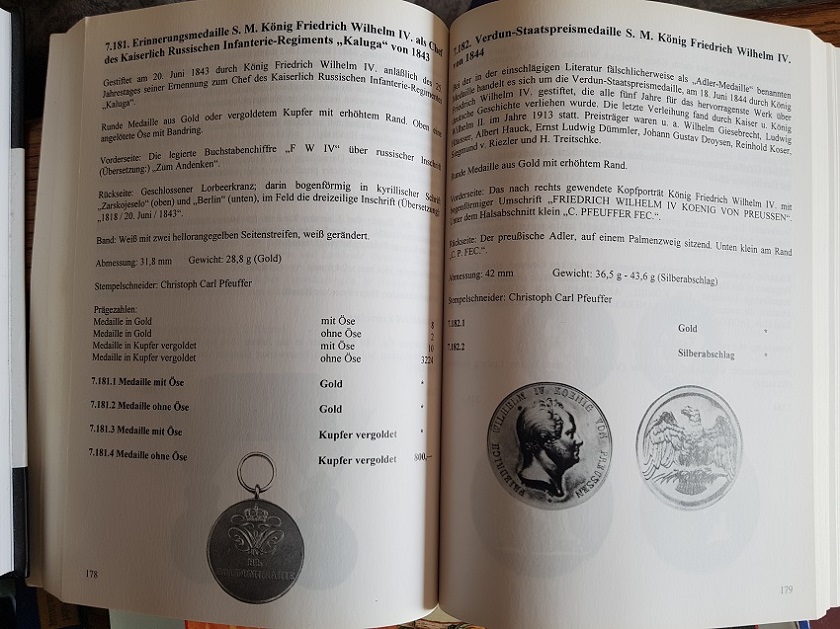 7.181. Erinnerungsmedaille S. M. König Friedrich Wilhelm IV. als Chef
des Kaiserlich Russischen Infanterie-Regiments „Kaluga" von 1843
Gestiftet am 20. Juni 1843 durch König Friedrich Wilhelm IV. anläßlich des 25.
Jahrestages seiner Ernennung zum Chef des Kaiserlich Russischen Infanterie-Regiments
„Kaluga".
Runde Medaille aus Gold oder vergoldetem Kupfer mit erhöhtem Rand. Oben ohne
angelötete Öse mit Bandring.
Vorderseite: Die legierte Buchstabenchiffre „F W IV" über russischer Inschrift
(Übersetzung:) „Zum Andenken".
Rückseite: Geschlossener Lorbeerkranz; darin bogenförmig in kyrillischer Schrift
„Zarskojeselo" (oben) und „Berlin" (unten), im Feld die dreizeilige Inschrift (Übersetzung)
„1818 / 20. Juni / 1843".
Band: Weiß mit zwei hellorangegelben Seitenstreifen, weiß gerändert.
Abmessung: 31,8 mm Gewicht: 28,8 g (Gold)
Stempelschneider: Christoph Carl Pfeuffer
Prägezahlen:
Medaille in Gold mit Öse 8
Medaille in Gold ohne Öse 2
Medaille in Kupfer vergoldet mit Öse 10
Medaille in Kupfer vergoldet ohne Öse 3224
7.181.1 Medaille mit Öse Gold *
7.181.2 Medaille ohne Öse Gold *
7.181.3 Medaille mit Öse Kupfer vergoldet *
7.181.4 Medaille ohne Öse Kupfer vergoldet 800,--
178
7.182. Verdun-Staatspreismedaille S. M. König Friedrich Wilhelm IV.
von 1844
Bei der in der einschlägigen Literatur fälschlicherweise als „Adler-Medaille" benannten
Medaille handelt es sich um die Verdun-Staatspreismedaille, am 18. Juni 1844 durch König
Friedrich Wilhelm IV. gestiftet, die alle fünf Jahre für das hervorragenste Werk über
deutsche Geschichte verliehen wurde. Die letzte Verleihung fand durch Kaiser u. König
Wilhelm II. im Jahre 1913 statt. Preisträger waren u. a. Wilhelm Giesebrecht, Ludwig
Häusser, Albert Hauck, Ernst Ludwig Dümmler, Johann Gustav Droysen, Reinhold Koser,
Siegmund v. Riezler und H. Treitschke.
Runde Medaille aus Gold mit erhöhtem Rand.
Vorderseite: Das nach rechts gewendete Kopfporträt König Friedrich Wilhelm IV. mit
bogenförmiger Umschrift „FRIEDRICH WILHELM IV KOENIG VON PREUSSEN".
Unter dem Halsabschnitt klein „C. PFEUFFER FEC.".
Rückseite: Der preußische Adler, auf einem Palmenzweig sitzend. Unten klein am Rand
„C. P. FEC.".
Abmessung: 42 mm Gewicht: 36,5 g - 43,6 g (Silberabschlag)
Stempelschneider: Christoph Carl Pfeuffer
7.182.1 Gold *
7.182.2 Silberabschlag *
FRIEDRICH WILHELM IV KOENIG VON PREUSSEN
179